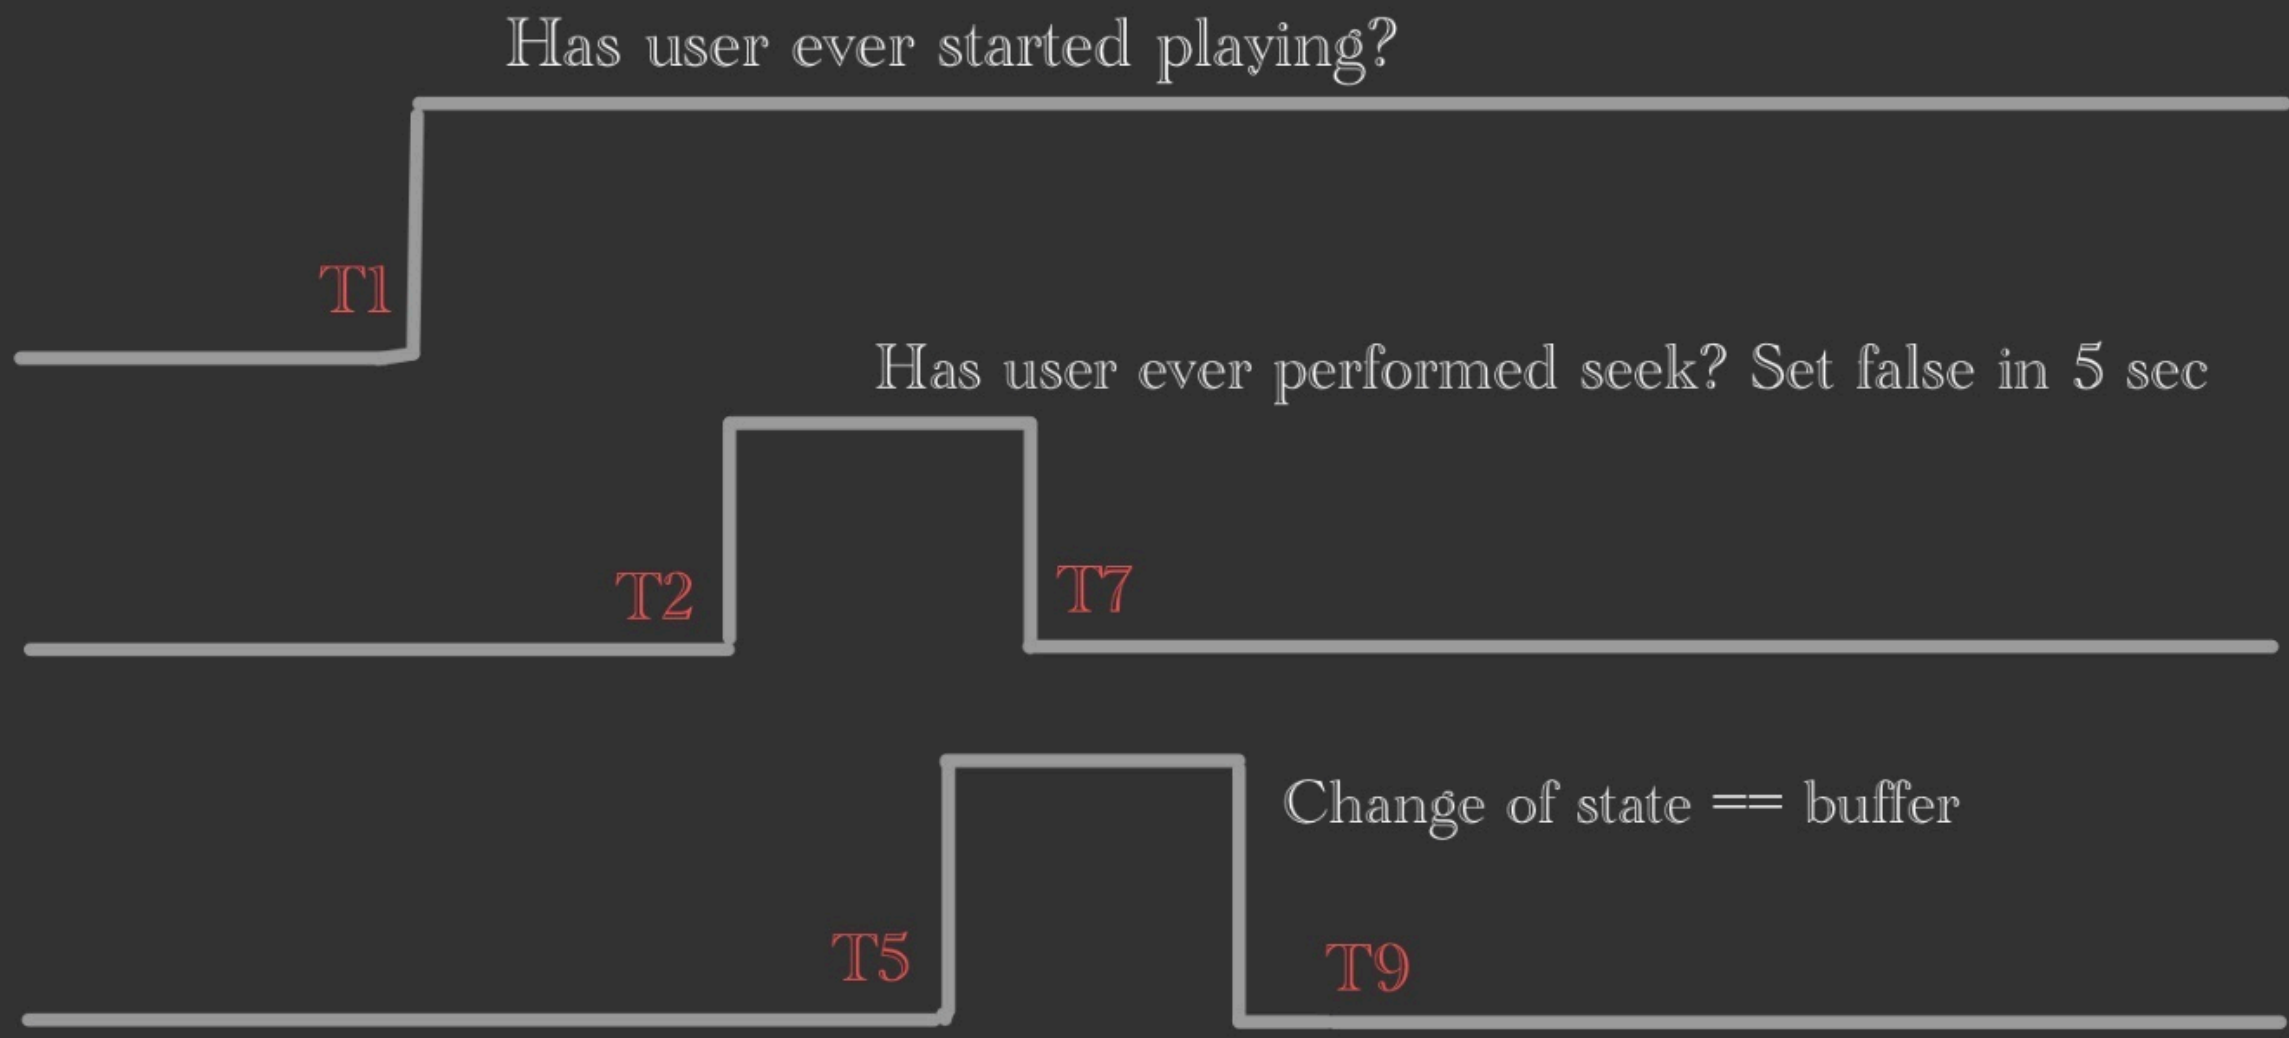 Has user ever started playing?
T1
Has user ever performed seek? Set false in 5 sec
T2
T7
Change of state == buffer
T5
T9